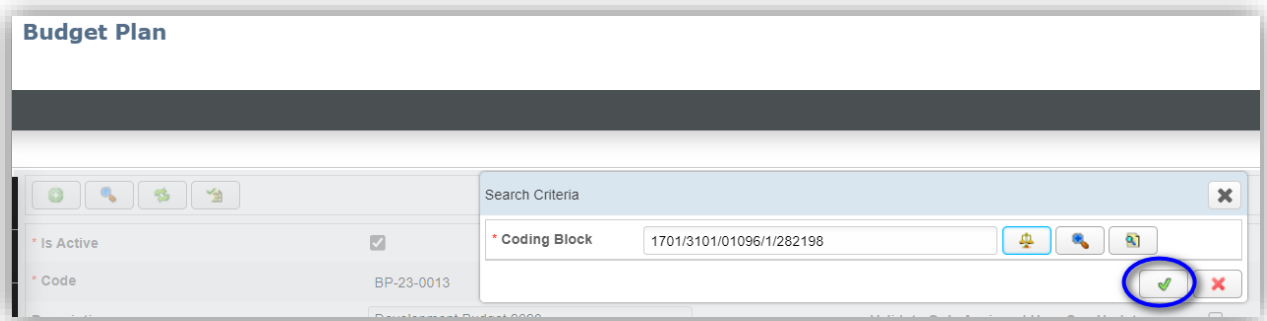 Budget Plan
Search Criteria
* Is Active
* Coding Block 1701/3101/01096/1/282198
* Code BP-23-0013